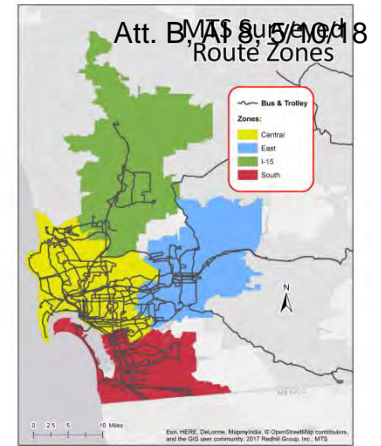 Att. B, AI 8, 5/10/18
MTS Surveyed
Route Zones
Bus & Trolley
Zones:
Central
East
I-15
South
N
0 2.5 5 10 Miles
Esri, HERE, DeLorme, MapmyIndia, © OpenStreetMap contributors,
and the GIS user community; 2017 Redhill Group, Inc., MTS